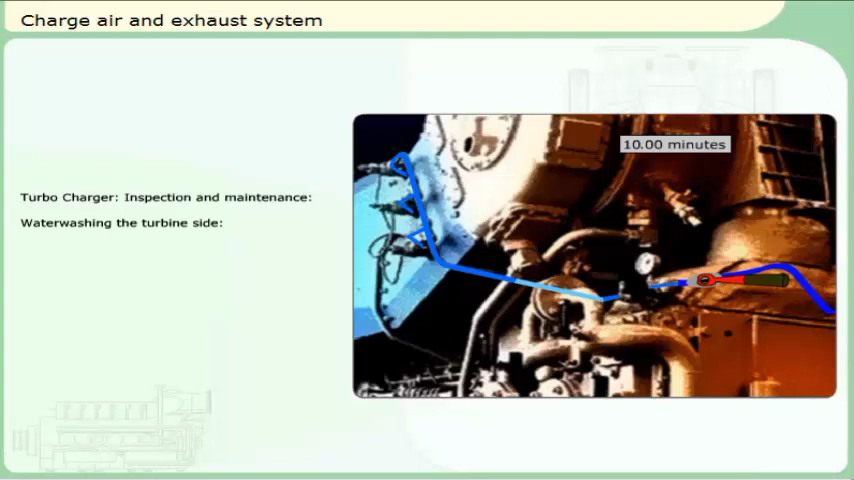 Charge air and exhaust system
10.00 minutes
Turbo Charger: Inspection and maintenance:
Waterwashing the turbine side: